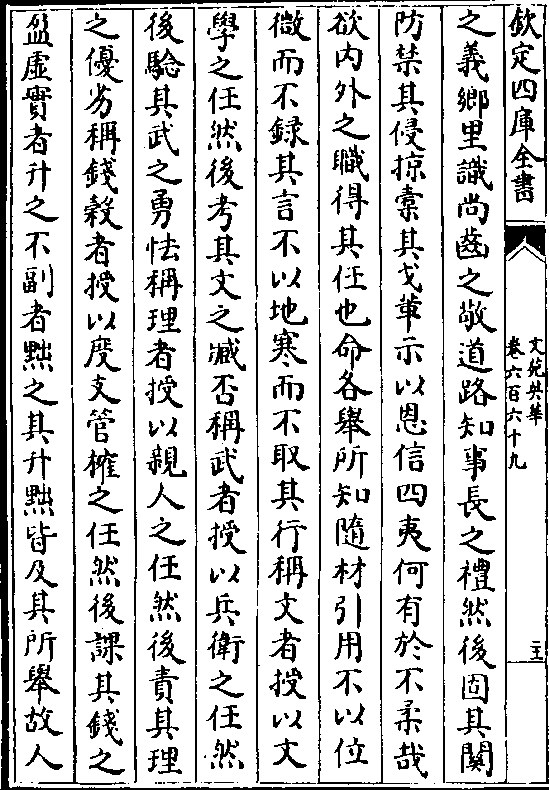 欽定四庫全書
文苑英華
卷六百六十九
二五
之義鄉里識尚齒之敬道路知事長之禮然後固其關
防禁其侵掠櫜其戈革示以恩信四夷何有於不柔哉
欲内外之職得其任也命各舉所知隨材引用不以位
微而不録其言不以地寒而不取其行稱文者授以文
學之任然後考其文之臧否稱武者授以兵衛之任然
後驗其武之勇怯稱理者授以親人之任然後責其理
之優劣稱錢榖者授以度支管榷之任然後課其錢之
盈虚實者升之不副者黜之其升黜皆及其所舉故人